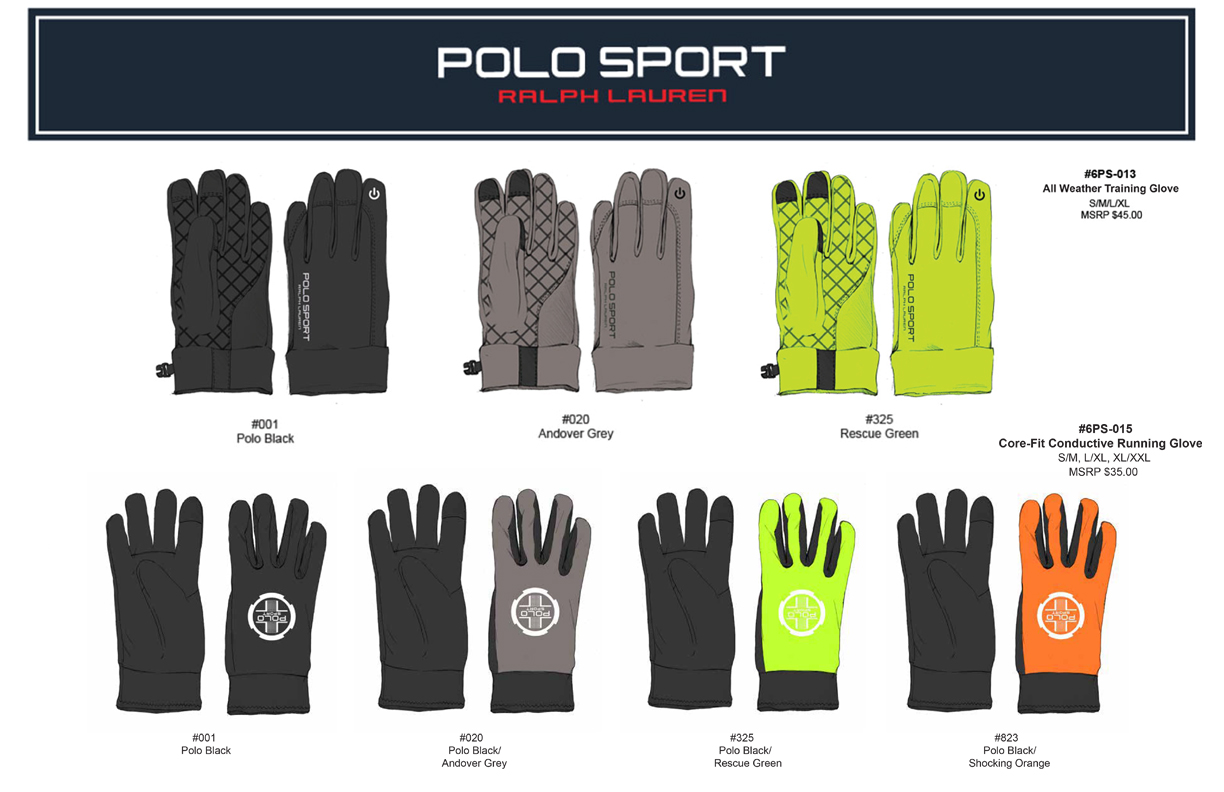 POLO SPORT
RALPH LAUREN
#6PS-013
All Weather Training Glove
S/M/L/XL
MSRP $45.00
POLO SPORT
RALPH LAUREN
POLO SPORT
RALPH LAUREN
POLO SPORT
RALPH LAUREN
#001
Polo Black
#020
Andover Grey
#325
Rescue Green
#6PS-015
Core-Fit Conductive Running Glove
S/M, L/XL, XL/XXL
MSRP $35.00
POLO
SPORT
POLO
SPORT
POLO
SPORT
POLO
SPORT
#001
Polo Black
#020
Polo Black/
Andover Grey
#325
Polo Black/
Rescue Green
#823
Polo Black/
Shocking Orange